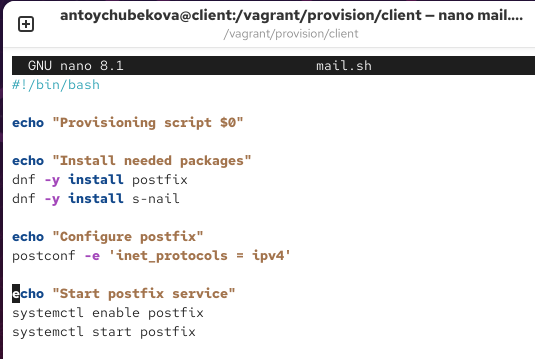 antoychubekova@client:/vagrant/provision/client — nano mail....
/vagrant/provision/client
GNU nano 8.1 mail.sh
#!/bin/bash
echo "Provisioning script $0"
echo "Install needed packages"
dnf -y install postfix
dnf -y install s-nail
echo "Configure postfix"
postconf -e 'inet_protocols = ipv4'
echo "Start postfix service"
systemctl enable postfix
systemctl start postfix